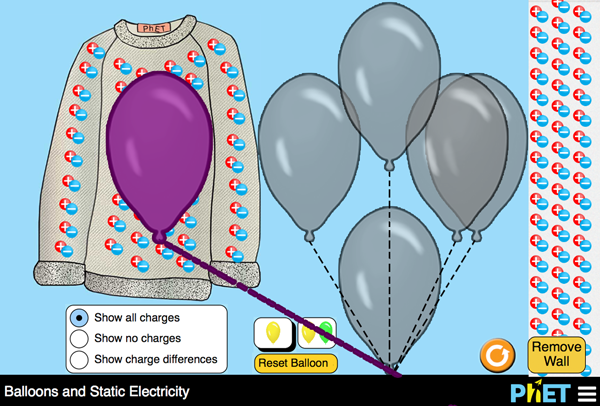 PhET
Show all charges
Show no charges
Show charge differences
Reset Balloon
Remove
Wall
Balloons and Static Electricity
PhET